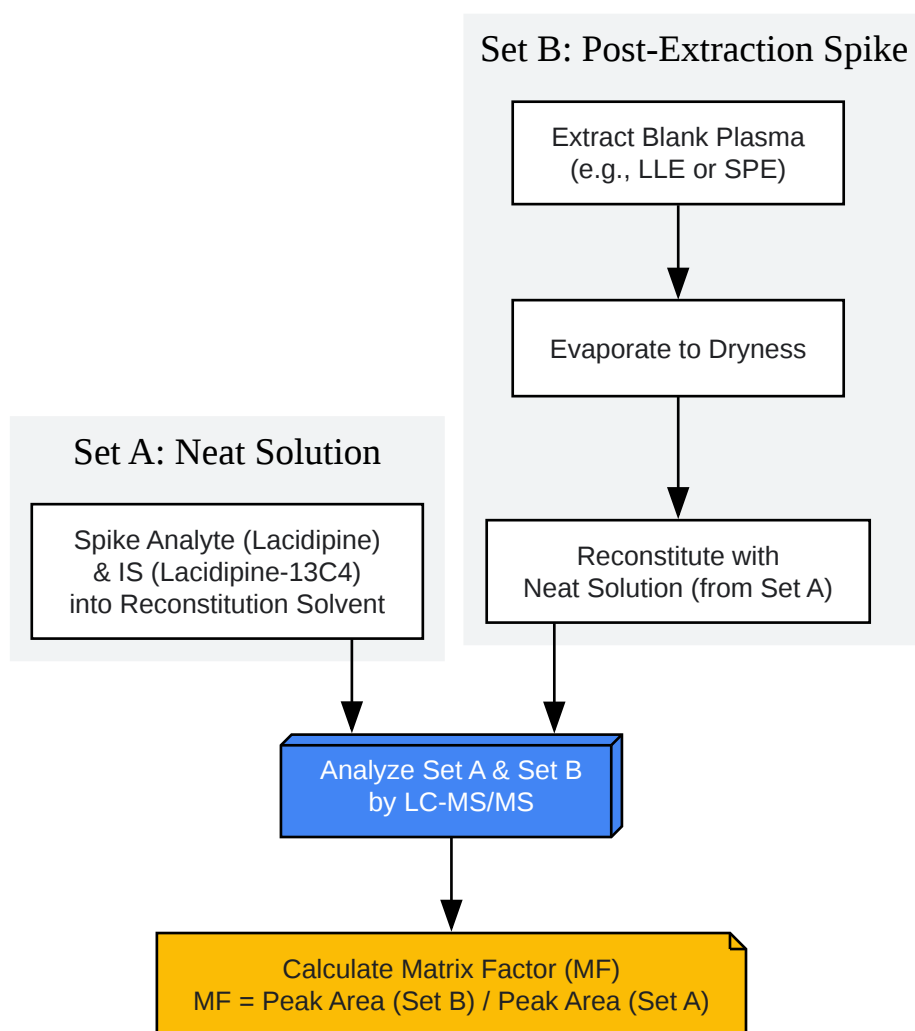 Set B: Post-Extraction Spike
Extract Blank Plasma
(e.g., LLE or SPE)
Evaporate to Dryness
Reconstitute with
Neat Solution (from Set A)
Set A: Neat Solution
Spike Analyte (Lacidipine)
& IS (Lacidipine-13C4)
into Reconstitution Solvent
Analyze Set A & Set B
by LC-MS/MS
Calculate Matrix Factor (MF)
MF = Peak Area (Set B) / Peak Area (Set A)